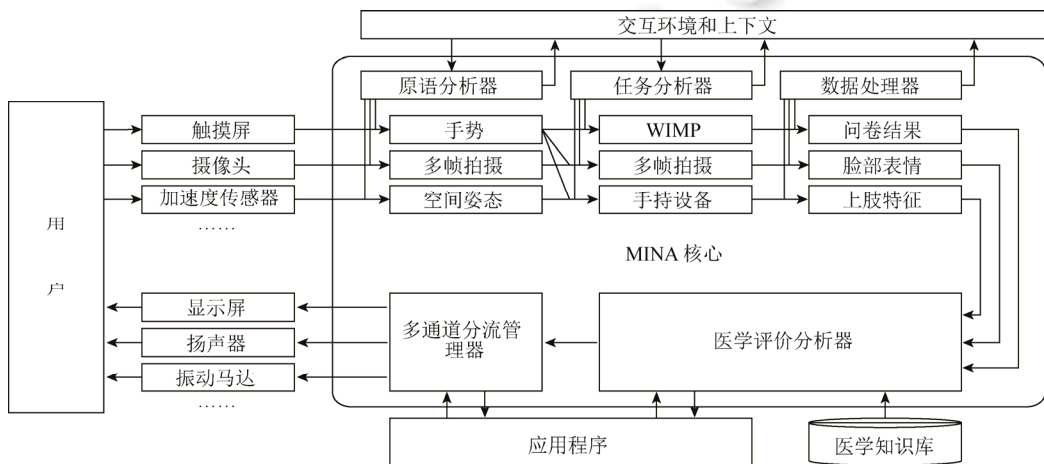 交互环境和上下文
原语分析器
任务分析器
数据处理器
触摸屏
手势
WIMP
问卷结果
摄像头
多帧拍摄
多帧拍摄
脸部表情
加速度传感器
空间姿态
手持设备
上肢特征
……
用
户
MINA 核心
显示屏
扬声器
振动马达
……
多通道分流管
理器
医学评价分析器
应用程序
医学知识库